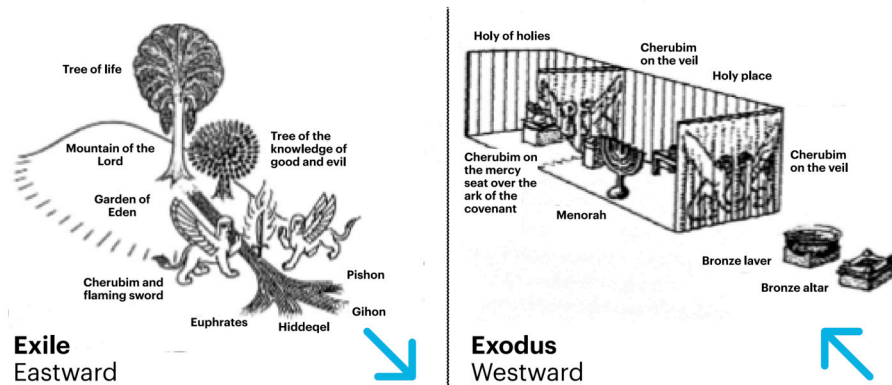 Tree of life
Mountain of the
Lord
Tree of the
knowledge of
good and evil
Garden of
Eden
Cherubim and
flaming sword
Pishon
Gihon
Euphrates
Hiddeqel
Exile
Eastward
Holy of holies
Cherubim
on the veil
Holy place
Cherubim on
the mercy
seat over the
ark of the
covenant
Menorah
Cherubim
on the veil
Bronze laver
Bronze altar
Exodus
Westward